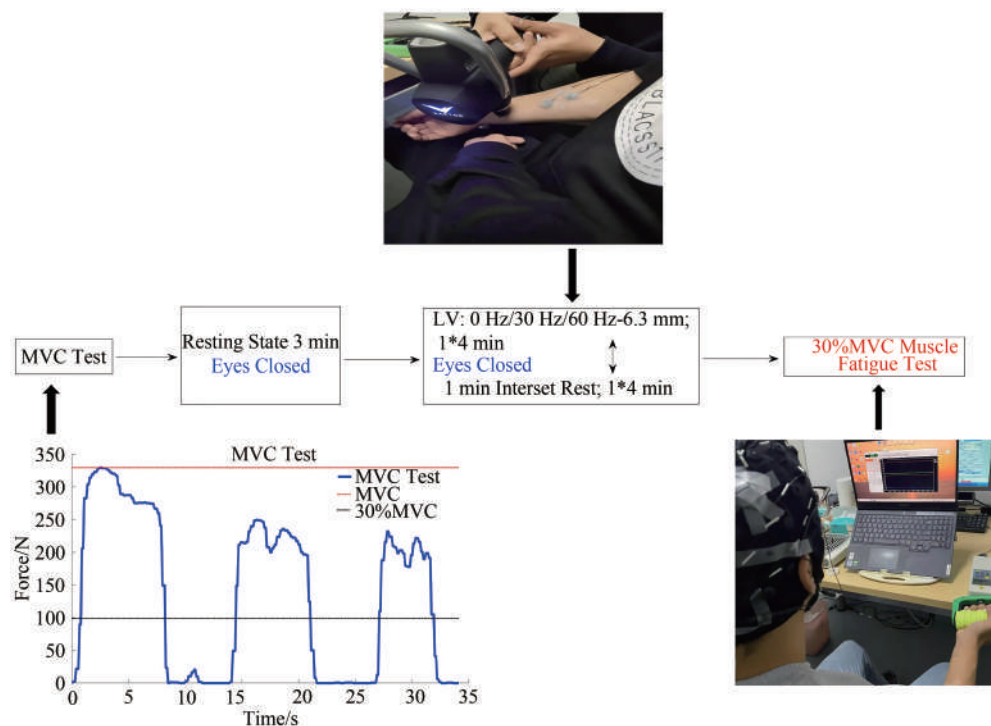 ALACSSI
LV: 0 Hz/30 Hz/60 Hz-6.3 mm;
1*4 min
Eyes Closed
1 min Interset Rest; 1*4 min
MVC Test
Resting State 3 min
Eyes Closed
30%MVC Muscle
Fatigue Test
MVC Test
MVC Test
MVC
30%MVC
Force/N
350
300
250
200
150
100
50
0
0
5
10
15
20
25
30
35
Time/s